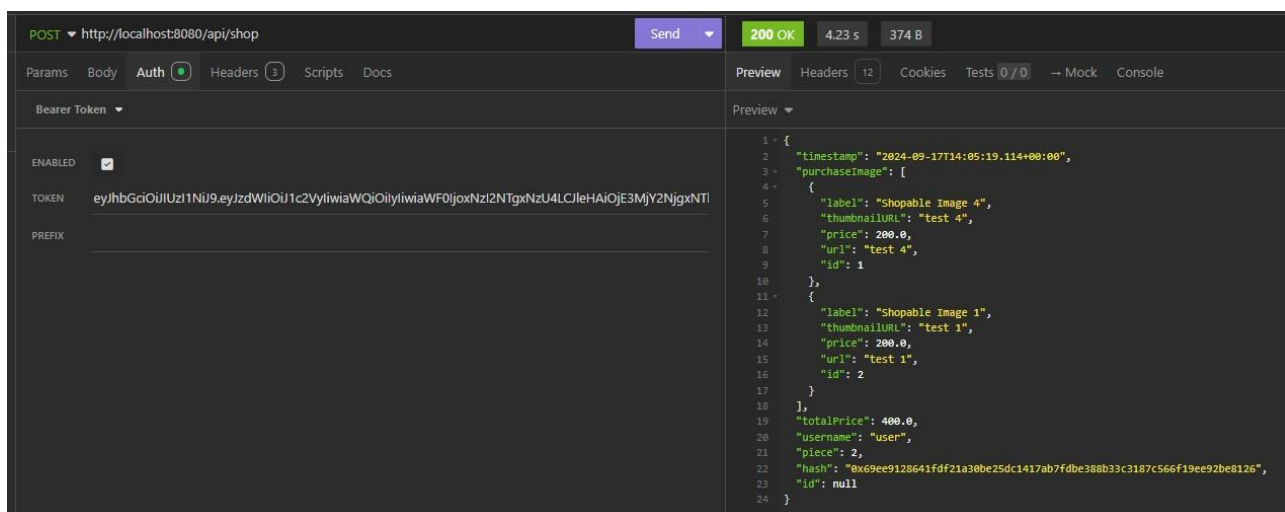 POST http://localhost:8080/api/shop Send
Params Body Auth Headers 3 Scripts Docs
Bearer Token
ENABLED
TOKEN
PREFIX
200 OK 4.23 s 374 B
Preview Headers 12 Cookies Tests 0 / 0 → Mock Console
Preview
1 {
2 "timestamp": "2024-09-17T14:05:19.114+00:00",
3 "purchaseImage": [
4 {
5 "label": "Shopable Image 4",
6 "thumbnailURL": "test 4",
7 "price": 200.0,
8 "url": "test 4",
9 "id": 1
10 },
11 {
12 "label": "Shopable Image 1",
13 "thumbnailURL": "test 1",
14 "price": 200.0,
15 "url": "test 1",
16 "id": 2
17 }
18 ],
19 "totalPrice": 400.0,
20 "username": "user",
21 "piece": 2,
22 "hash": "0x69ee9128641fdf21a30be25dc1417ab7fdbe388b33c3187c566f19ee92be8126",
23 "id": null
24 }